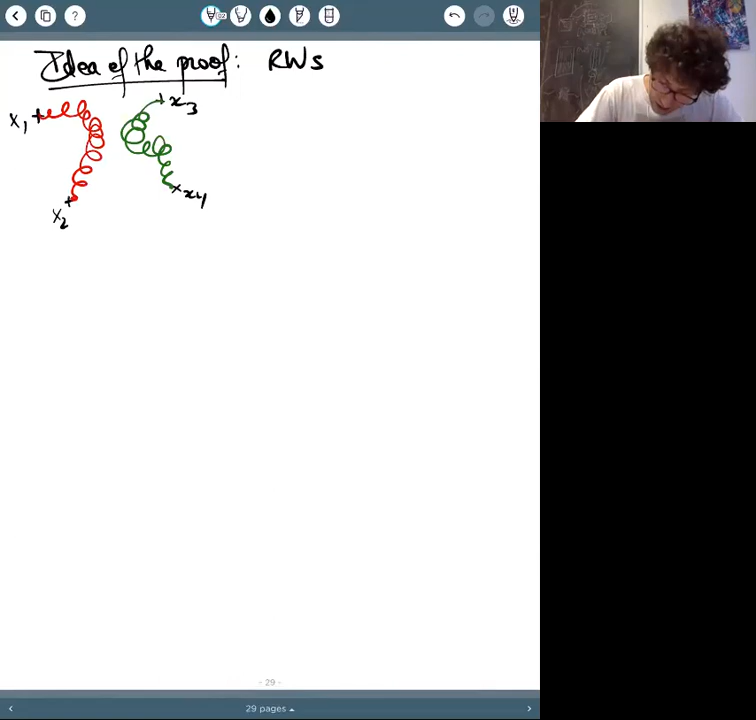 Idea of the proof: RWs
x3
x1
x4
x2
- 29 -
29 pages